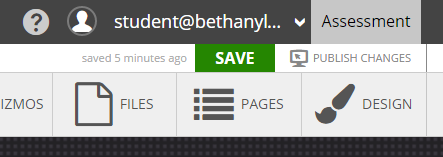 ? student@bethanyl... Assessment
saved 5 minutes ago SAVE PUBLISH CHANGES
IZMOS FILES PAGES DESIGN